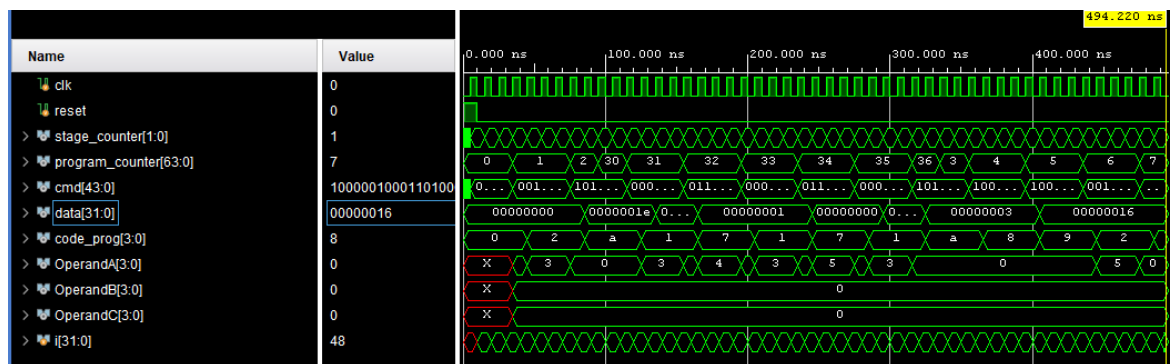 494.220 ns
Name Value 0.000 ns 100.000 ns 200.000 ns 300.000 ns 400.000 ns
clk 0
reset 0
stage_counter[1:0] 1
program_counter[63:0] 7 0 1 2 30 31 32 33 34 35 36 3 4 5 6 7
cmd[43:0] 1000001000110100 0... 001... 101... 000... 011... 000... 011... 000... 101... 100... 100... 001...
data[31:0] 00000016 00000000 0000001e 0... 00000001 00000000 0... 00000003 00000016
code_prog[3:0] 8 0 2 a 1 7 1 7 1 a 8 9 2
OperandA[3:0] 0 X 3 0 3 4 3 5 3 0 5 0
OperandB[3:0] 0 X 0
OperandC[3:0] 0 X 0
i[31:0] 48